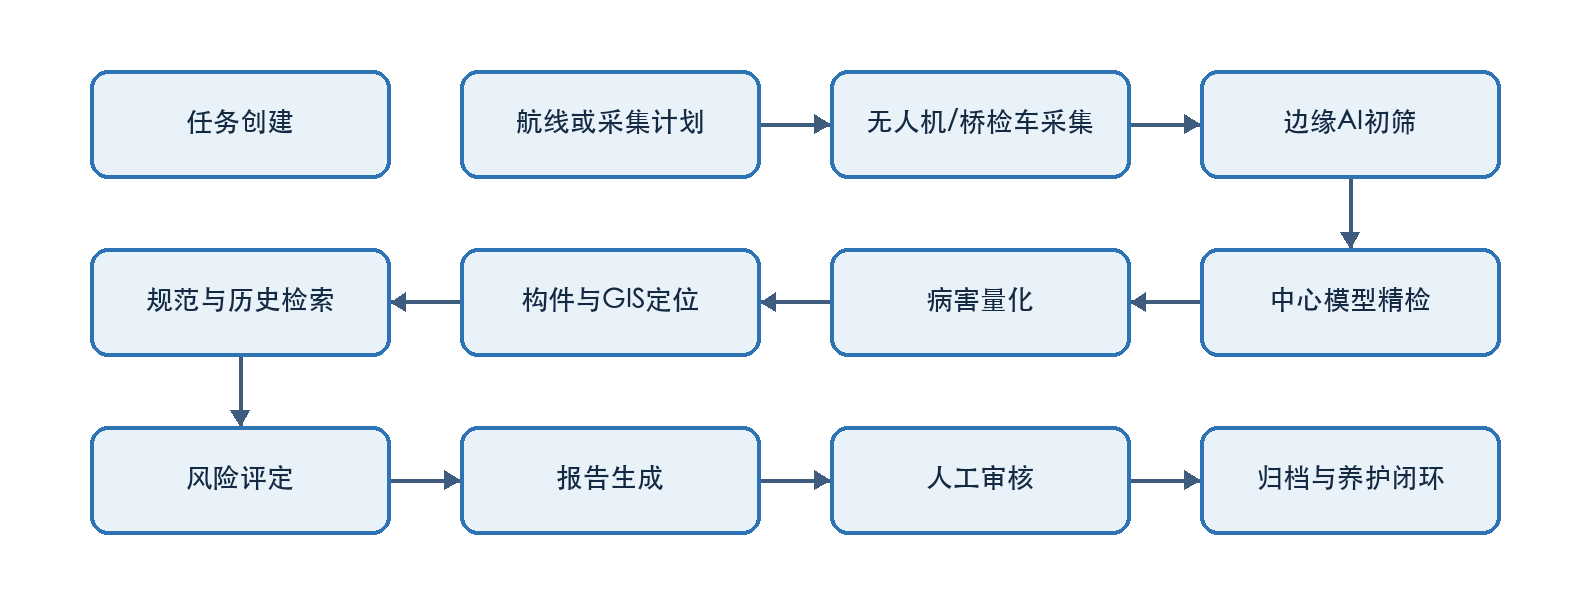 任务创建
航线或采集计划
无人机/桥检车采集
边缘AI初筛
规范与历史检索
构件与GIS定位
病害量化
中心模型精检
风险评定
报告生成
人工审核
归档与养护闭环